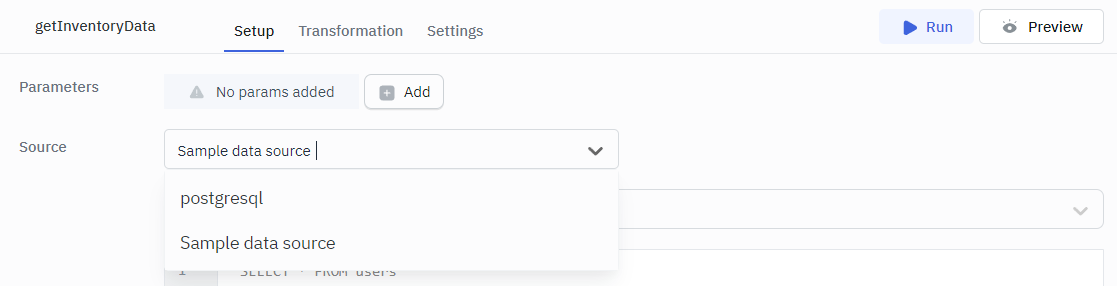 getInventoryData
Setup Transformation Settings
Run Preview
Parameters
No params added Add
Source
Sample data source
postgresql
Sample data source
1 SELECT * FROM users